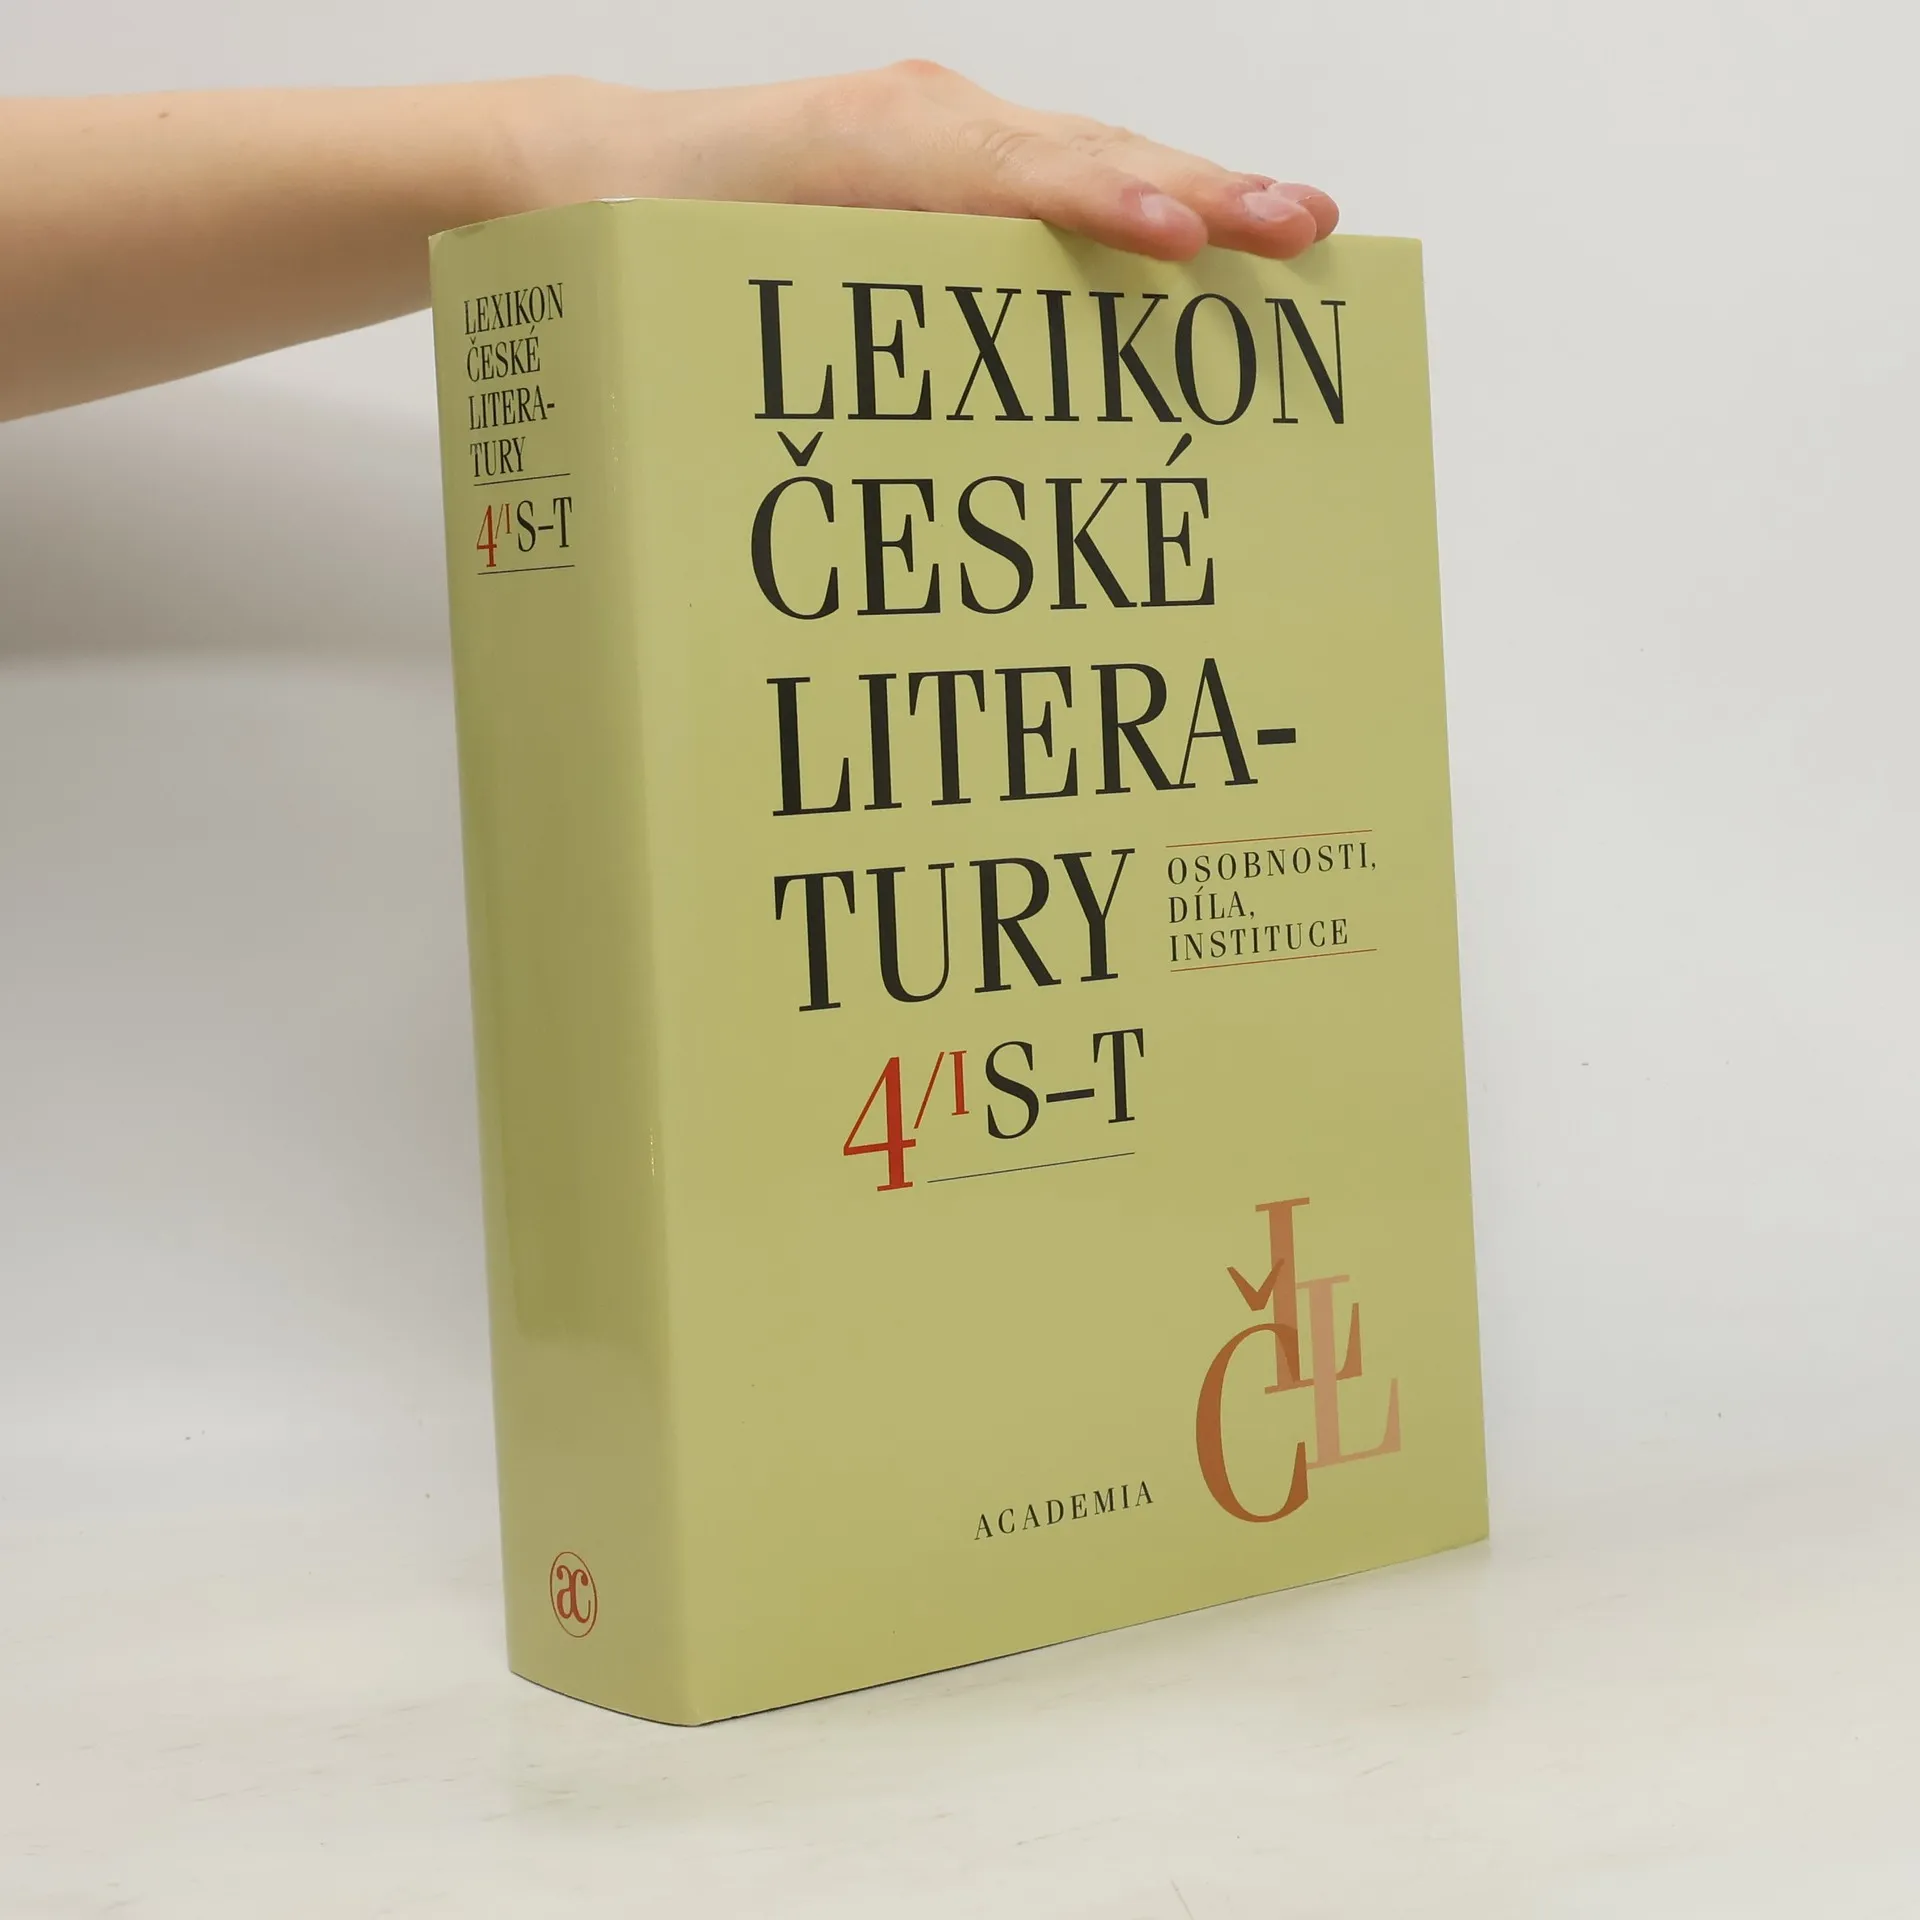 LEXIKON
ČESKÉ
LITERA-
TURY
4/I S–T
ac
LEXIKON
ČESKÉ
LITERA-
TURY
OSOBNOSTI,
DÍLA,
INSTITUCE
4/I S–T
ČLL
ACADEMIA